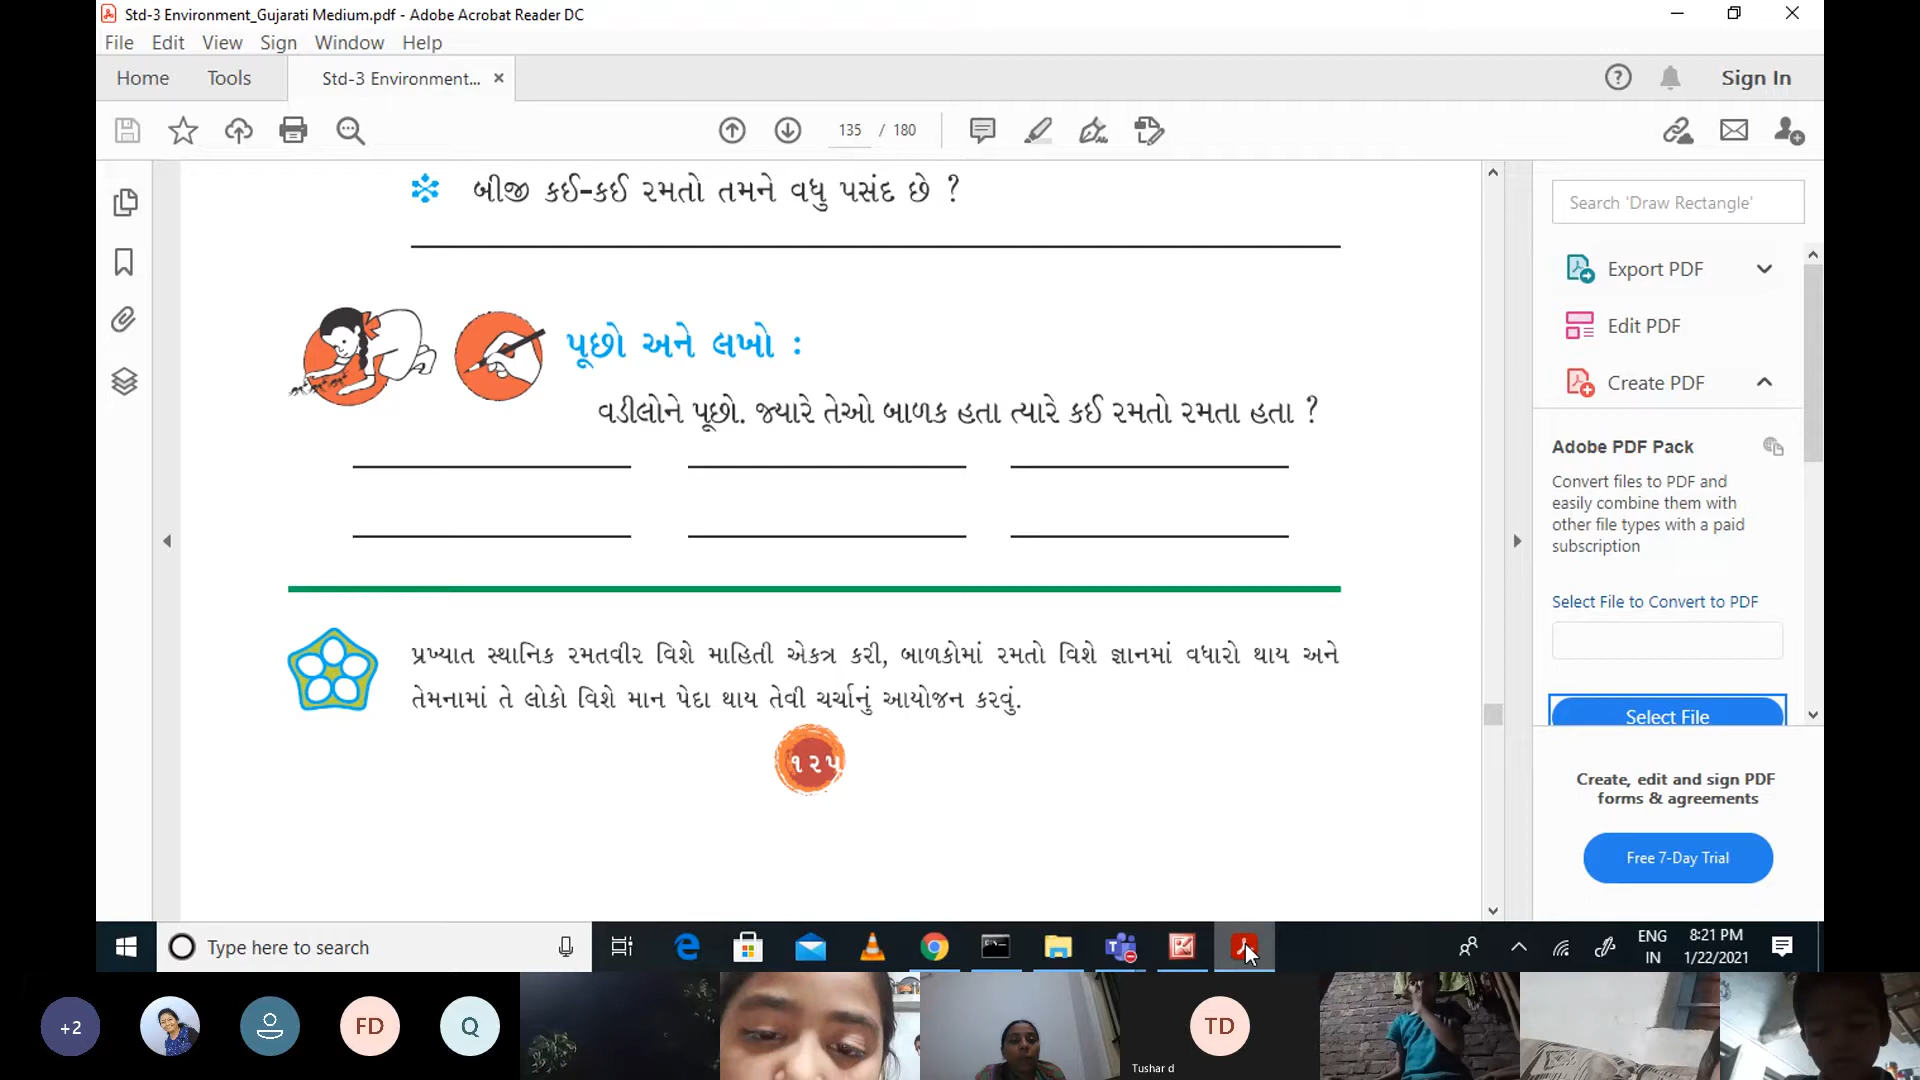 Std-3 Environment_Gujarati Medium.pdf - Adobe Acrobat Reader DC
File Edit View Sign Window Help
Home Tools Std-3 Environment... × Sign In
135 / 180
બીજી કઈ-કઈ રમતો તમને વધુ પસંદ છે ?
પૂછો અને લખો :
વડીલોને પૂછો. જ્યારે તેઓ બાળક હતા ત્યારે કઈ રમતો રમતા હતા ?
પ્રખ્યાત સ્થાનિક રમતવીર વિશે માહિતી એકત્ર કરી, બાળકોમાં રમતો વિશે જ્ઞાનમાં વધારો થાય અને
તેમનામાં તે લોકો વિશે માન પેદા થાય તેવી ચર્ચાનું આયોજન કરવું.
૧૨૫
Search 'Draw Rectangle'
Export PDF
Edit PDF
Create PDF
Adobe PDF Pack
Convert files to PDF and
easily combine them with
other file types with a paid
subscription
Select File to Convert to PDF
Select File
Create, edit and sign PDF
forms & agreements
Free 7-Day Trial
Type here to search
ENG
IN
8:21 PM
1/22/2021
+2
FD
Q
TD
Tushar d